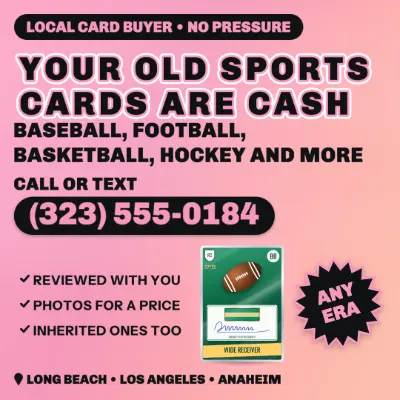 LOCAL CARD BUYER • NO PRESSURE
YOUR OLD SPORTS
CARDS ARE CASH
BASEBALL, FOOTBALL,
BASKETBALL, HOCKEY AND MORE
CALL OR TEXT
(323) 555-0184
✓ REVIEWED WITH YOU
✓ PHOTOS FOR A PRICE
✓ INHERITED ONES TOO
WIDE RECEIVER
ANY
ERA
LONG BEACH • LOS ANGELES • ANAHEIM